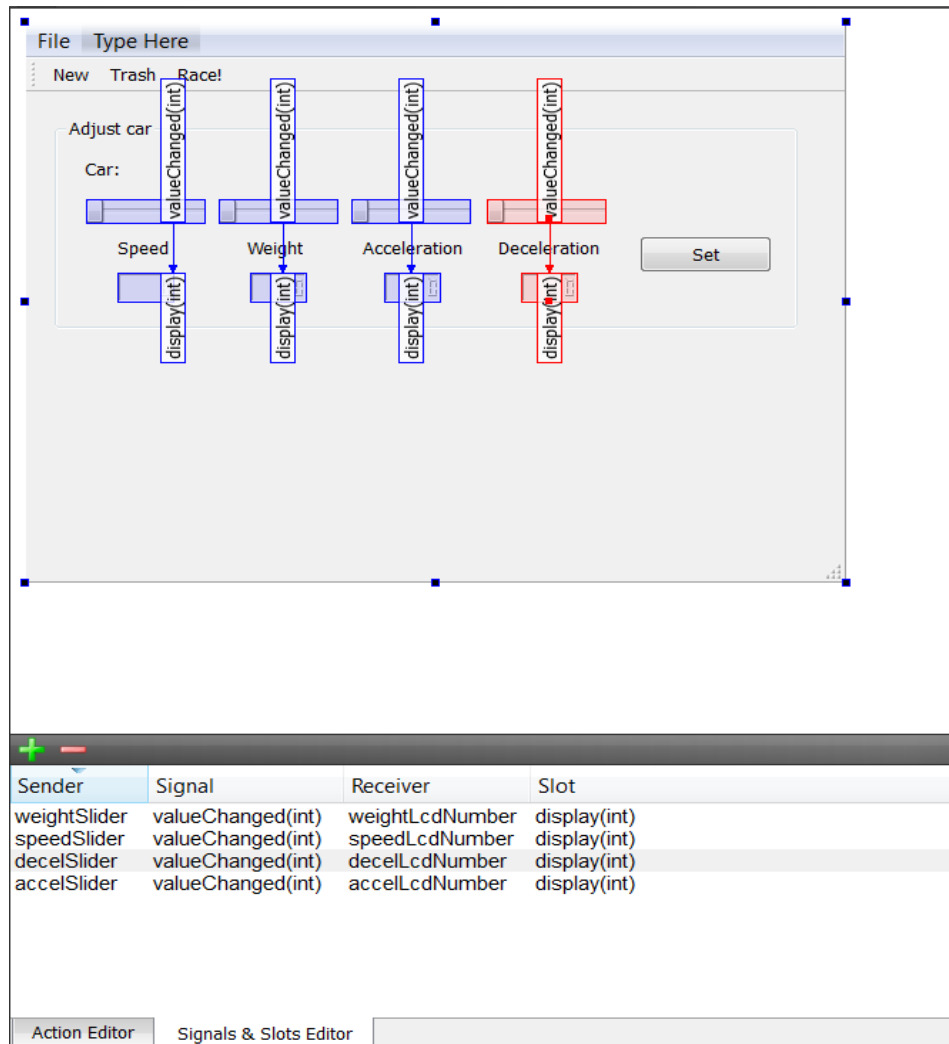 File Type Here
New Trash Race!
valueChanged(int) valueChanged(int) valueChanged(int) valueChanged(int)
Adjust car
Car:
Speed Weight Acceleration Deceleration Set
display(int) display(int) display(int) display(int)
Sender Signal Receiver Slot
weightSlider valueChanged(int) weightLcdNumber display(int)
speedSlider valueChanged(int) speedLcdNumber display(int)
decelSlider valueChanged(int) decelLcdNumber display(int)
accelSlider valueChanged(int) accelLcdNumber display(int)
Action Editor Signals & Slots Editor